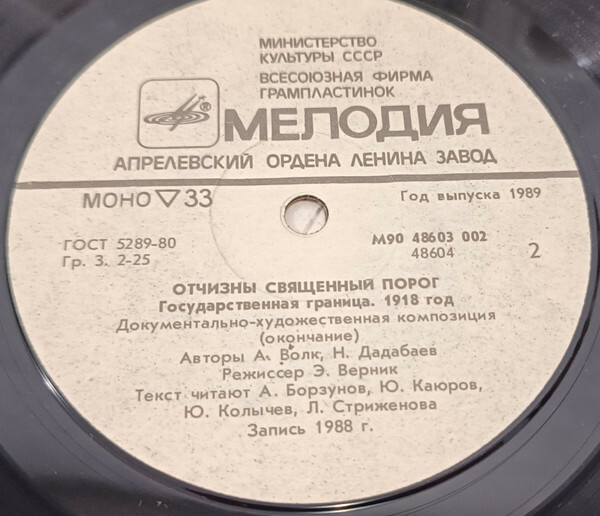 МИНИСТЕРСТВО
КУЛЬТУРЫ СССР
ВСЕСОЮЗНАЯ ФИРМА
ГРАМПЛАСТИНОК
®
МЕЛОДИЯ
АПРЕЛЕВСКИЙ ОРДЕНА ЛЕНИНА ЗАВОД
МОНО ▽ 33
Год выпуска 1989
ГОСТ 5289-80
Гр. 3. 2-25
М90 48603 002
48604
2
ОТЧИЗНЫ СВЯЩЕННЫЙ ПОРОГ
Государственная граница. 1918 год
Документально-художественная композиция
(окончание)
Авторы А. Волк, Н. Дадабаев
Режиссер Э. Верник
Текст читают А. Борзунов, Ю. Каюров,
Ю. Колычев, Л. Стриженова
Запись 1988 г.